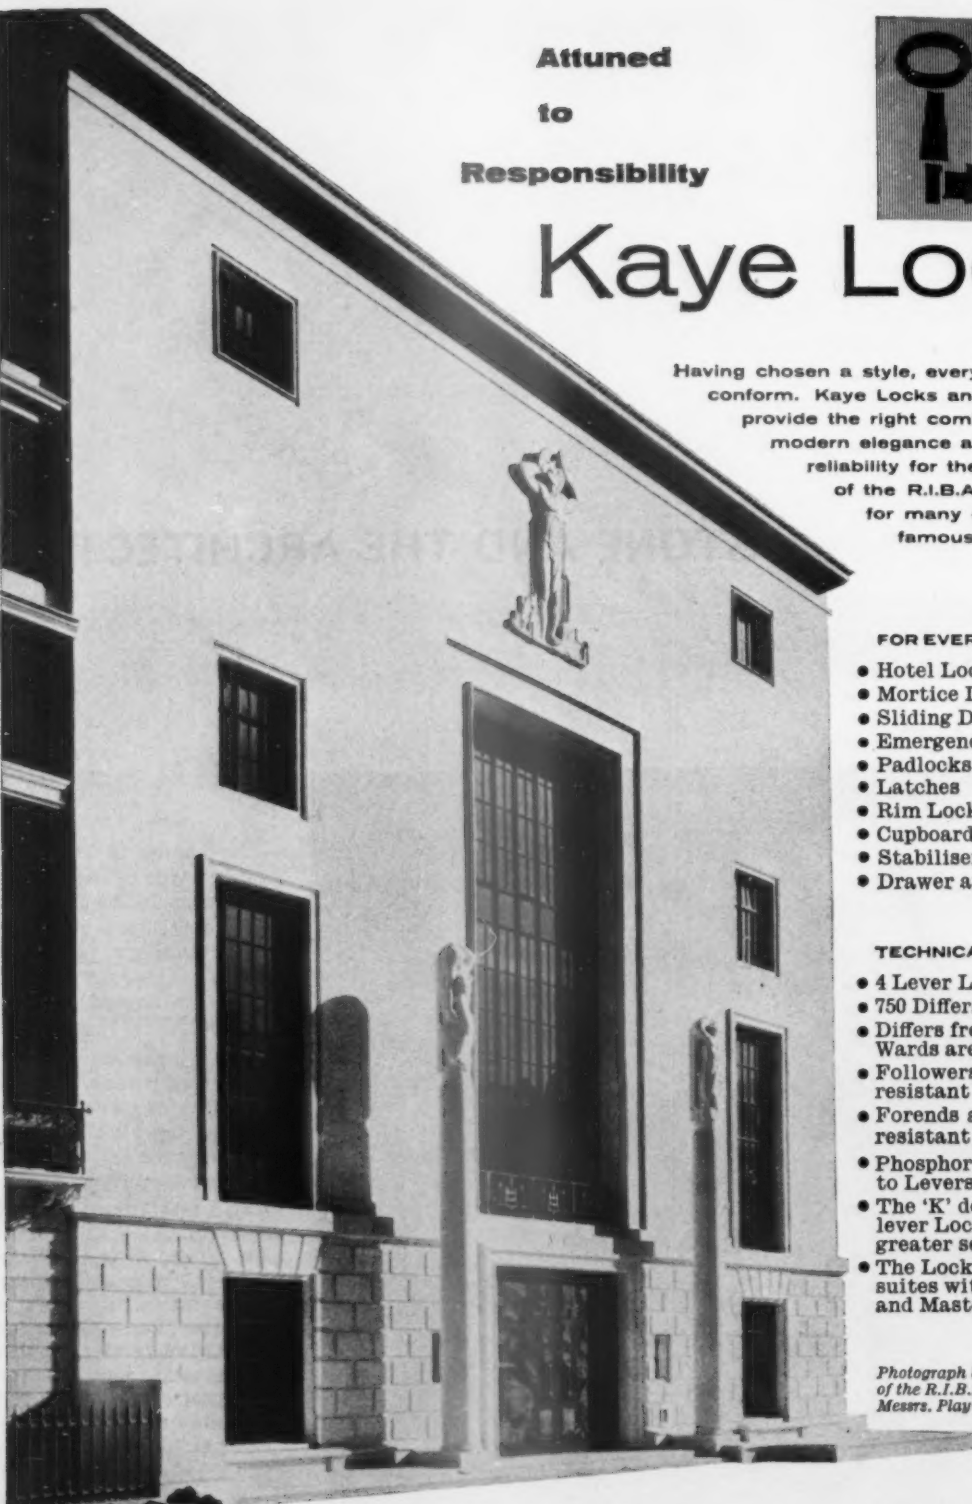 Attuned
to
Responsibility
Kaye Lo
Having chosen a style, every
conform. Kaye Locks an
provide the right com
modern elegance a
reliability for the
of the R.I.B.A
for many
famous
FOR EVER
• Hotel Loc
• Mortice L
• Sliding D
• Emergenc
• Padlocks
• Latches
• Rim Lock
• Cupboard
• Stabiliser
• Drawer a
TECHNICA
• 4 Lever L
• 750 Differ
• Differs fro
Wards are
• Followers
resistant
• Forends a
resistant
• Phosphor
to Levers
• The ‘K’ de
lever Loc
greater se
• The Lock
suites wit
and Mast
Photograph
of the R.I.B.
Messrs. Play